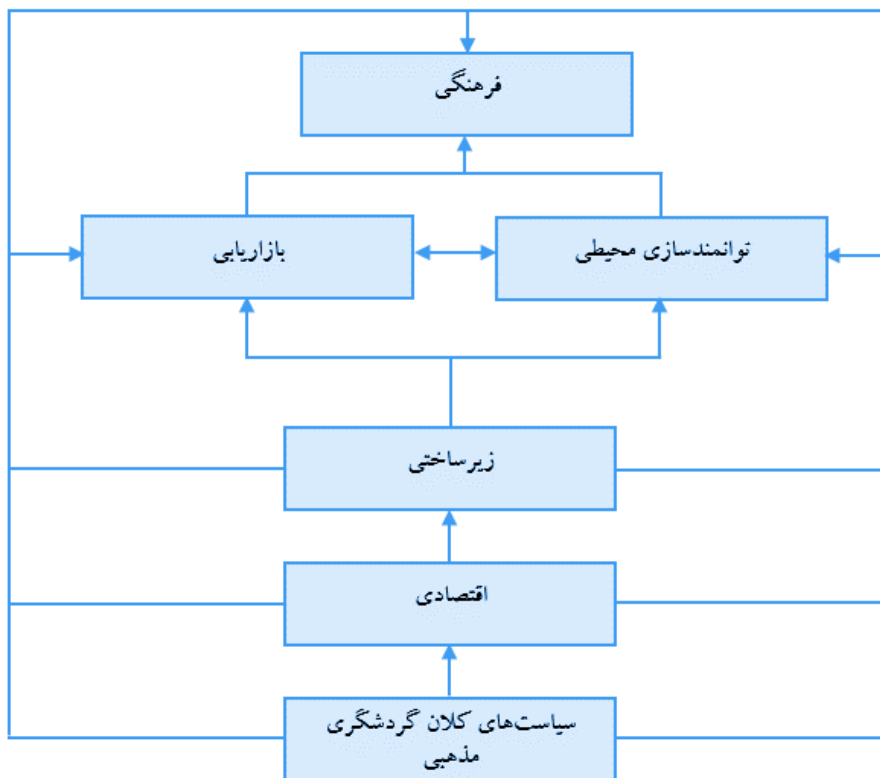 فرهنگی
توانمندسازی محیطی
بازاریابی
زیرساختی
اقتصادی
سیاست‌های کلان گردشگری
مذهبی